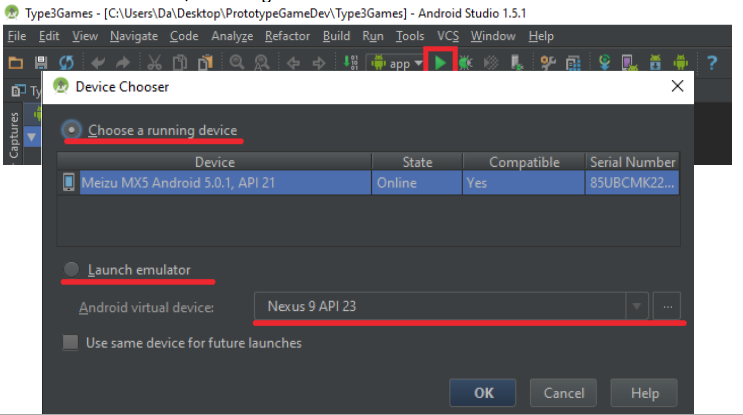 Type3Games - [C:\Users\Da\Desktop\PrototypeGameDev\Type3Games] - Android Studio 1.5.1
File Edit View Navigate Code Analyze Refactor Build Run Tools VCS Window Help
app
Ty
Captures
Device Chooser
Choose a running device
Device State Compatible Serial Number
Meizu MX5 Android 5.0.1, API 21 Online Yes 85UBCMK22...
Launch emulator
Android virtual device: Nexus 9 API 23 ...
Use same device for future launches
OK Cancel Help